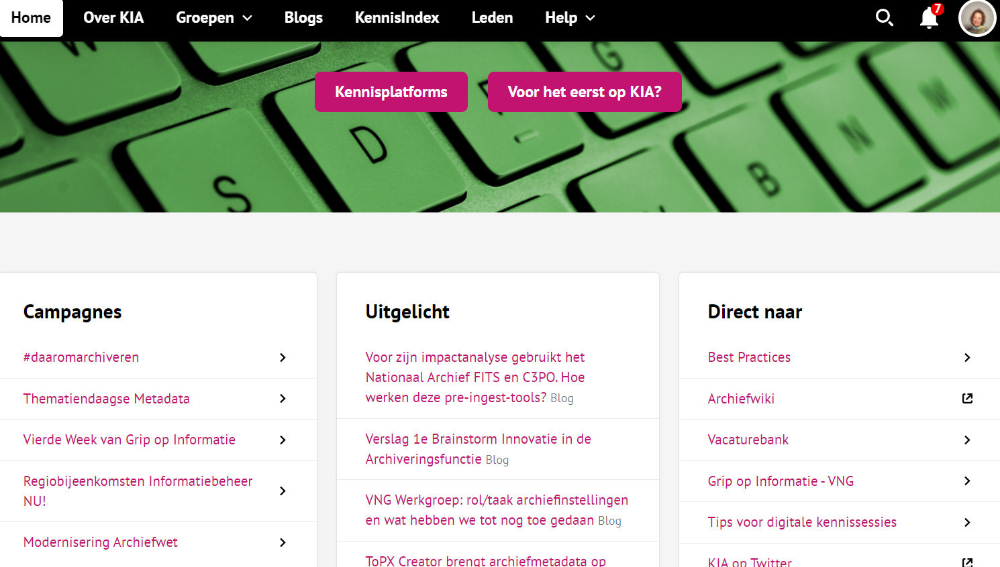 Home Over KIA Groepen Blogs KennisIndex Leden Help 7
W G
Kennisplatforms Voor het eerst op KIA?
D - N
S B
Campagnes
#daaromarchiveren
Thematiendaagse Metadata
Vierde Week van Grip op Informatie
Regiobijeenkomsten Informatiebeheer
NU!
Modernisering Archiefwet
Uitgelicht
Voor zijn impactanalyse gebruikt het
Nationaal Archief FITS en C3PO. Hoe
werken deze pre-ingest-tools? Blog
Verslag 1e Brainstorm Innovatie in de
Archiveringsfunctie Blog
VNG Werkgroep: rol/taak archiefinstellingen
en wat hebben we tot nog toe gedaan Blog
ToPX Creator brengt archiefmetadata op
Direct naar
Best Practices
Archiefwiki
Vacaturebank
Grip op Informatie - VNG
Tips voor digitale kennissessies
KIA op Twitter